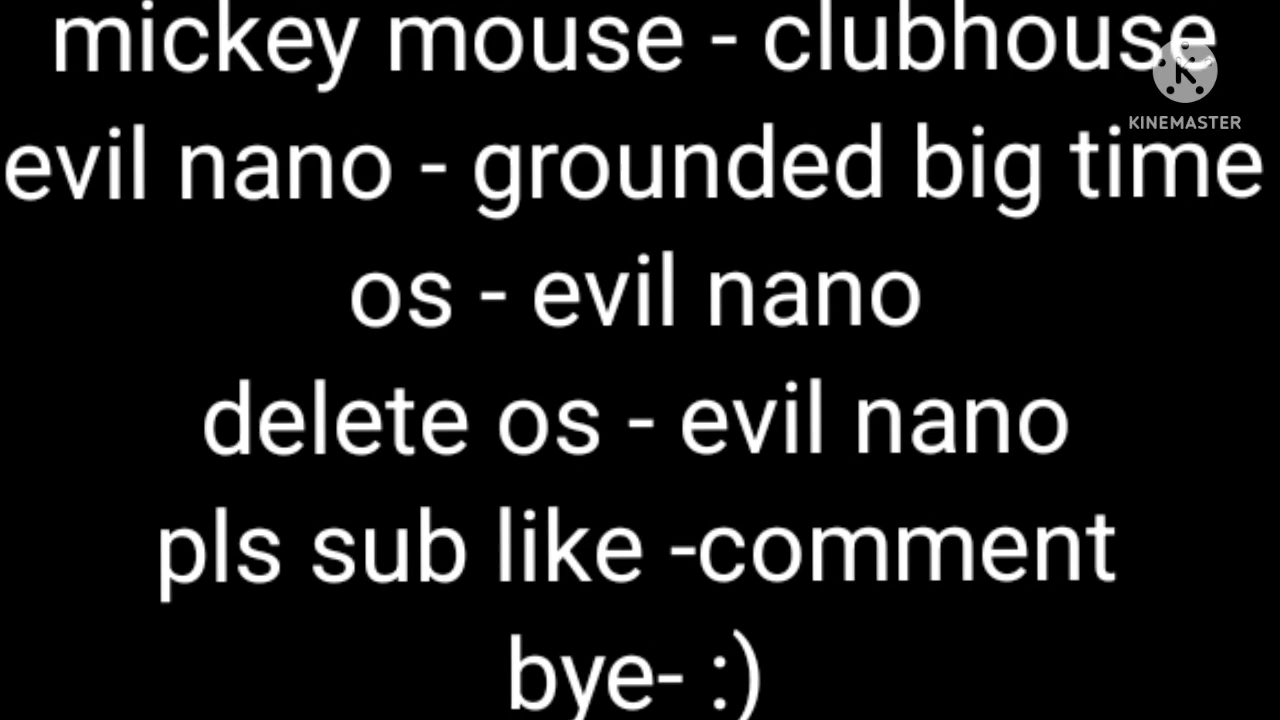 mickey mouse - clubhouse
KINEMASTER
evil nano - grounded big time
os - evil nano
delete os - evil nano
pls sub like -comment
bye- :)